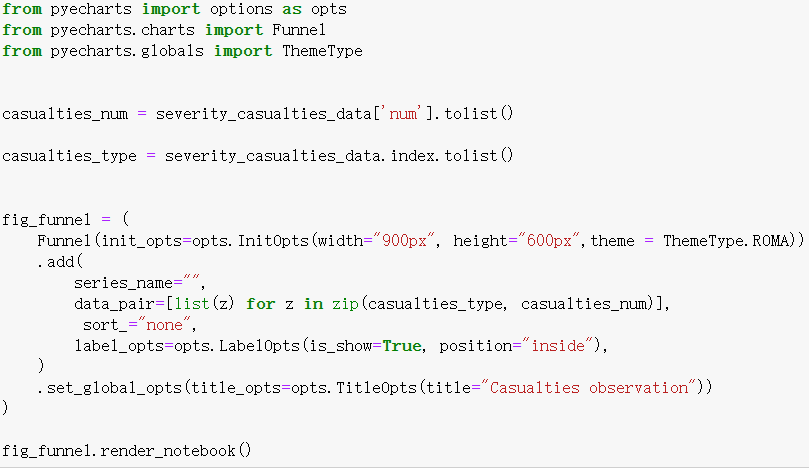 from pyecharts import options as opts
from pyecharts.charts import Funnel
from pyecharts.globals import ThemeType
casualties_num = severity_casualties_data['num'].tolist()
casualties_type = severity_casualties_data.index.tolist()
fig_funnel = (
    Funnel(init_opts=opts.InitOpts(width="900px", height="600px",theme = ThemeType.ROMA))
    .add(
        series_name="",
        data_pair=[list(z) for z in zip(casualties_type, casualties_num)],
         sort_="none",
        label_opts=opts.LabelOpts(is_show=True, position="inside"),
    )
    .set_global_opts(title_opts=opts.TitleOpts(title="Casualties observation"))
)
fig_funnel.render_notebook()